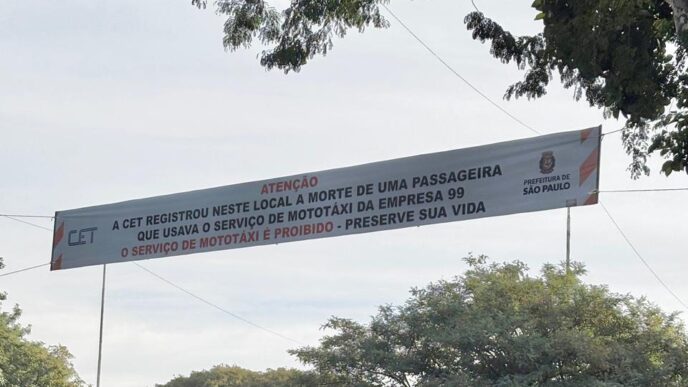 ATENÇÃO
A CET REGISTROU NESTE LOCAL A MORTE DE UMA PASSAGEIRA
QUE USAVA O SERVIÇO DE MOTOTÁXI DA EMPRESA 99
O SERVIÇO DE MOTOTÁXI É PROIBIDO - PRESERVE SUA VIDA
CET
PREFEITURA DE
SÃO PAULO